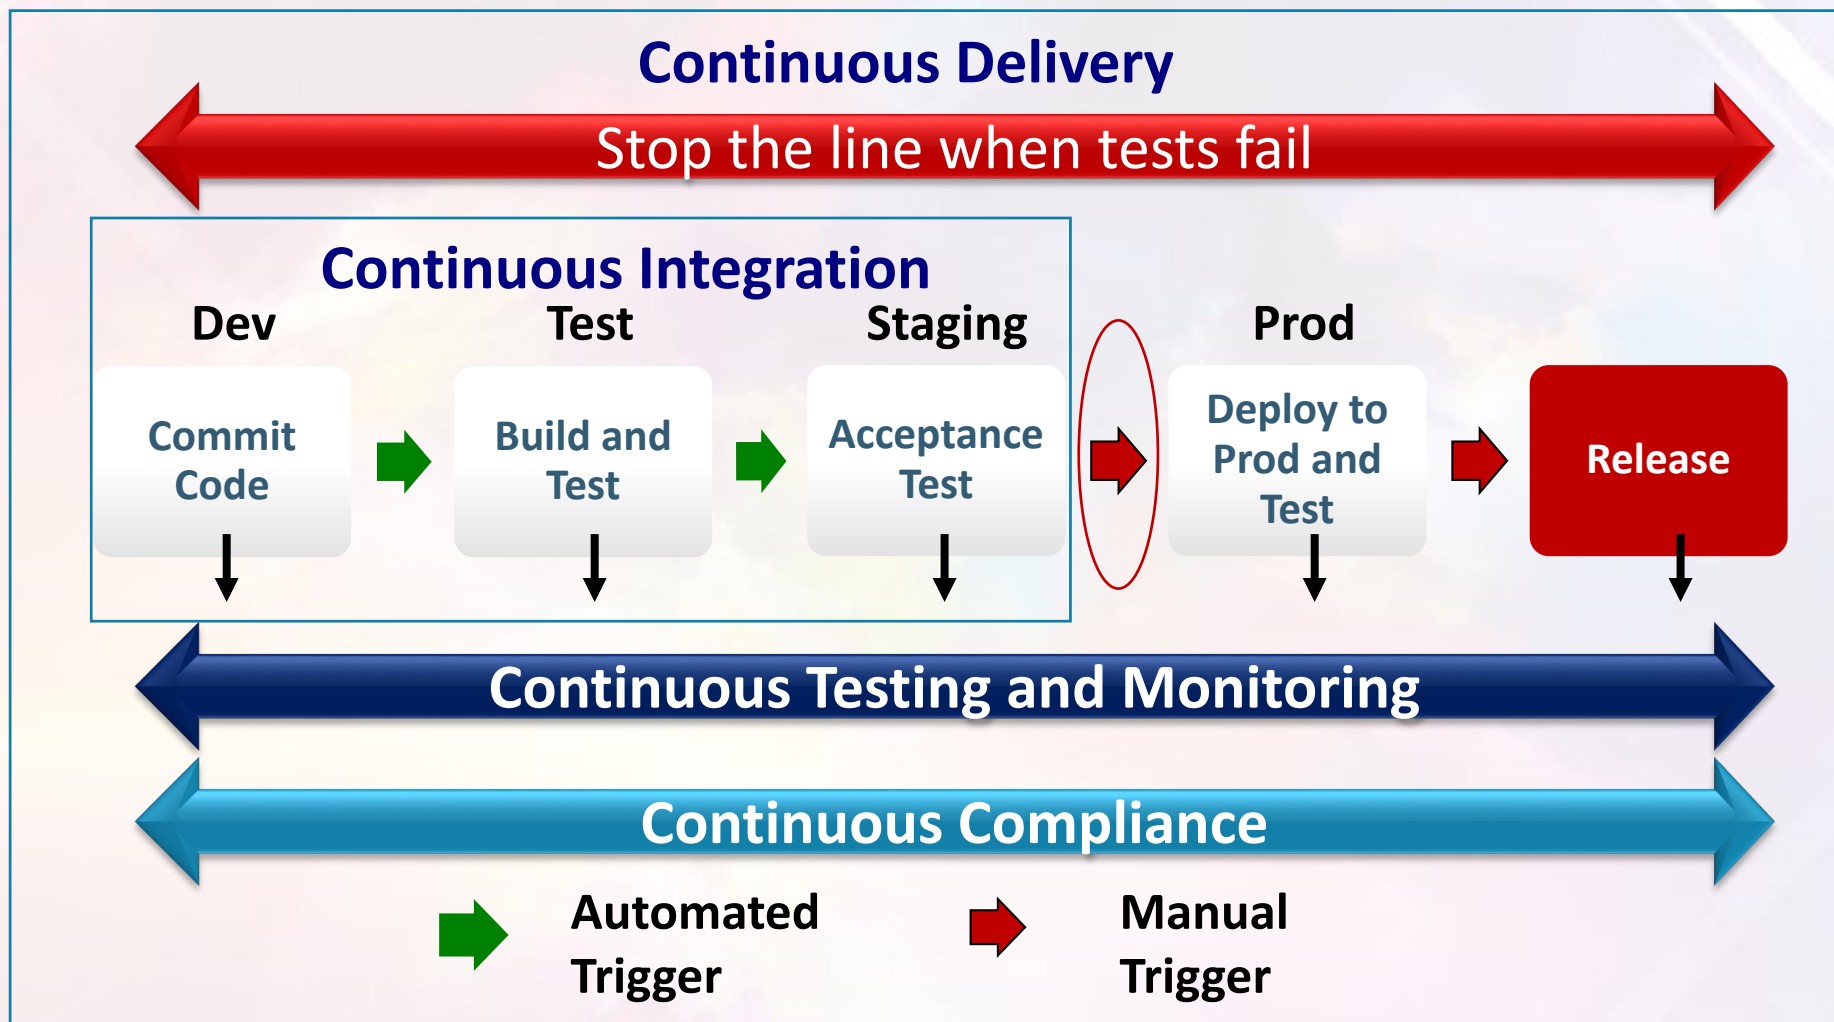 Continuous Delivery
Stop the line when tests fail
Continuous Integration
Dev
Test
Staging
Prod
Commit
Code
Build and
Test
Acceptance
Test
Deploy to
Prod and
Test
Release
Continuous Testing and Monitoring
Continuous Compliance
Automated
Trigger
Manual
Trigger